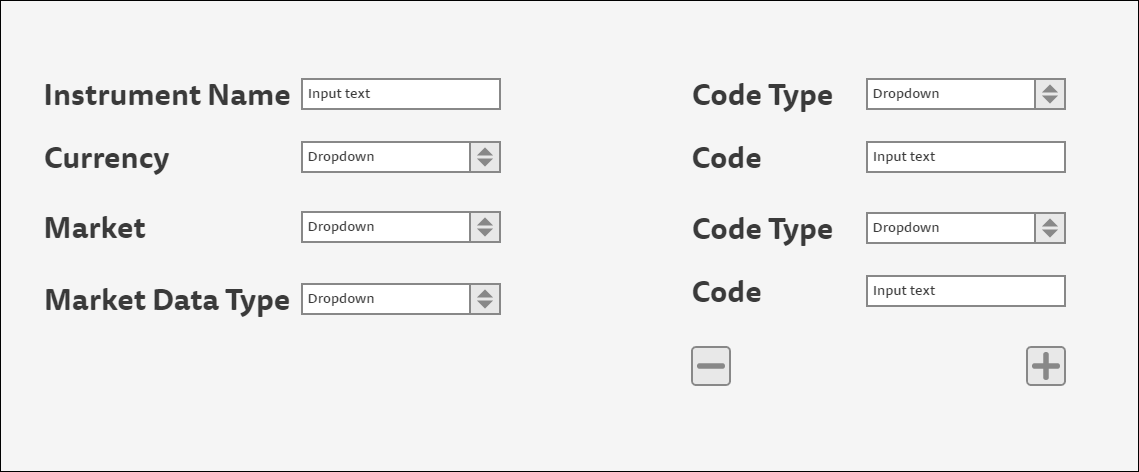 Instrument Name Input text
Currency Dropdown
Market Dropdown
Market Data Type Dropdown
Code Type Dropdown
Code Input text
Code Type Dropdown
Code Input text